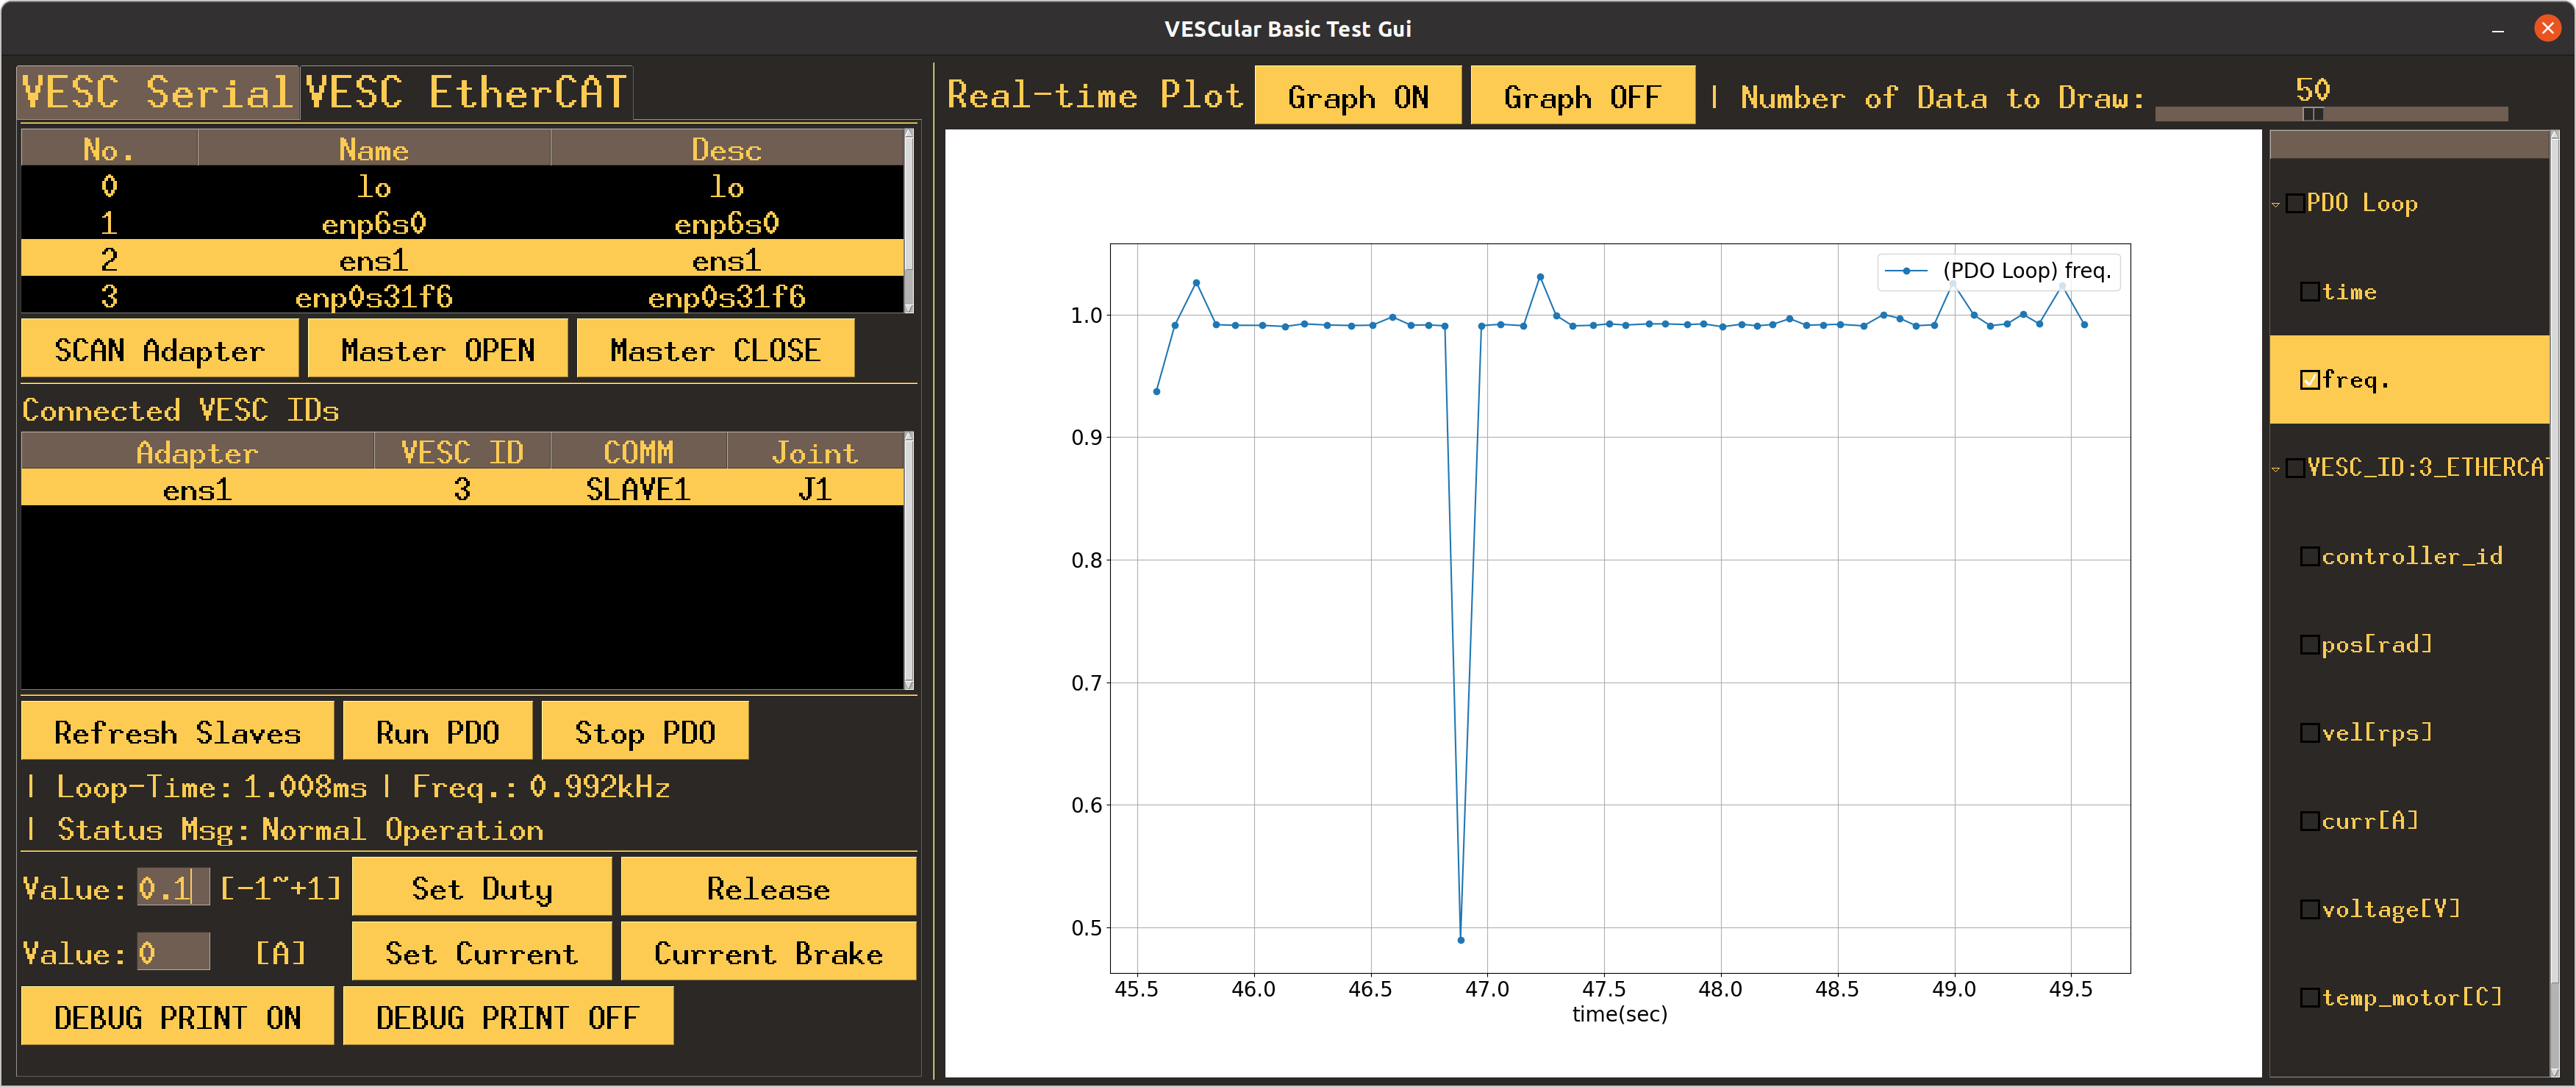 VESCular Basic Test Gui
VESC Serial VESC EtherCAT
No. Name Desc
0 lo lo
1 enp6s0 enp6s0
2 ens1 ens1
3 enp0s31f6 enp0s31f6
SCAN Adapter Master OPEN Master CLOSE
Connected VESC IDs
Adapter VESC ID COMM Joint
ens1 3 SLAVE1 J1
Refresh Slaves Run PDO Stop PDO
| Loop-Time: 1.008ms | Freq.: 0.992kHz
| Status Msg: Normal Operation
Value: 0.1 [-1~+1] Set Duty Release
Value: 0 [A] Set Current Current Brake
DEBUG PRINT ON DEBUG PRINT OFF
Real-time Plot Graph ON Graph OFF | Number of Data to Draw: 50
(PDO Loop) freq.
1.0
0.9
0.8
0.7
0.6
0.5
45.5 46.0 46.5 47.0 47.5 48.0 48.5 49.0 49.5
time(sec)
PDO Loop
time
freq.
VESC_ID:3_ETHERCAT
controller_id
pos[rad]
vel[rps]
curr[A]
voltage[V]
temp_motor[C]